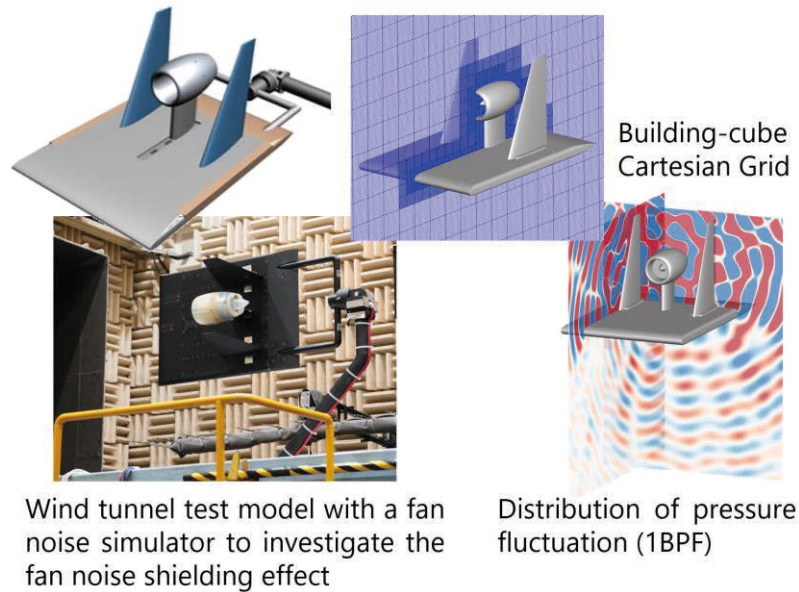 Building-cube
Cartesian Grid
Wind tunnel test model with a fan
noise simulator to investigate the
fan noise shielding effect
Distribution of pressure
fluctuation (1BPF)